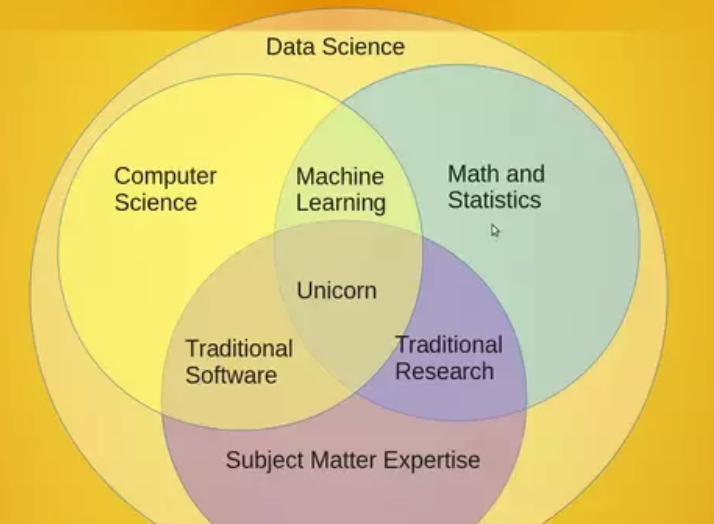 Data Science
Computer
Science
Machine
Learning
Math and
Statistics
Unicorn
Traditional
Software
Traditional
Research
Subject Matter Expertise